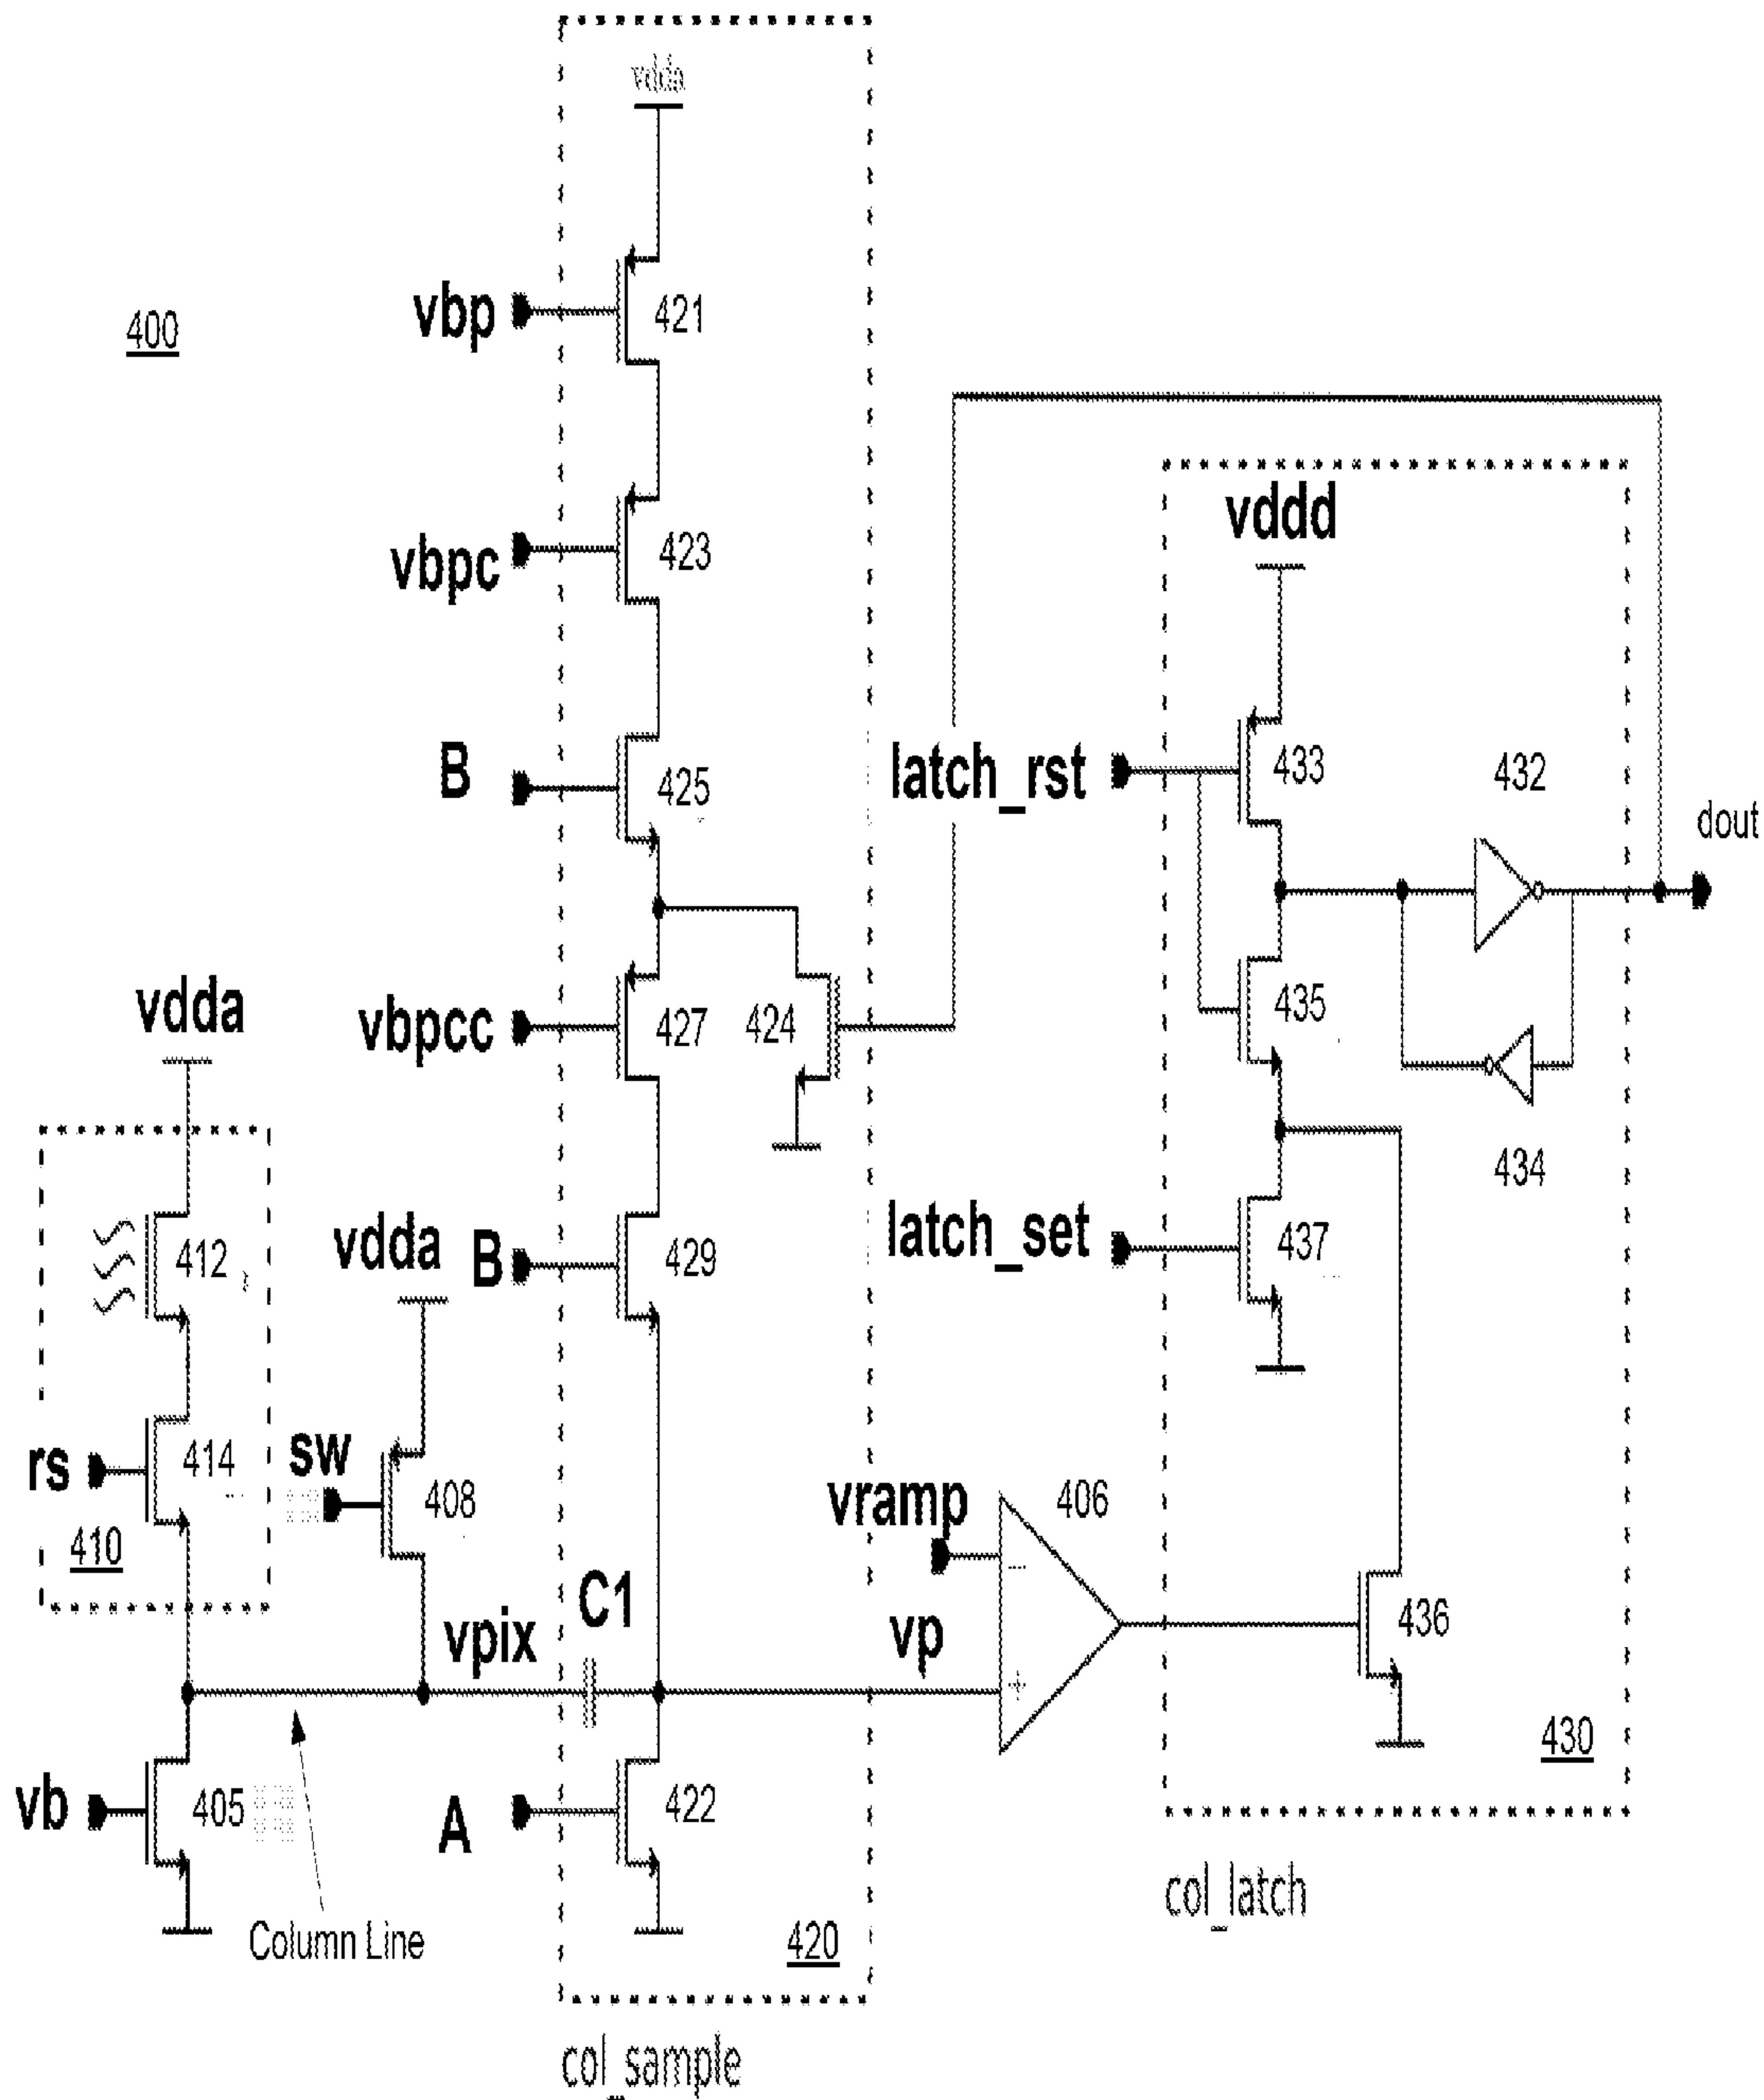 vdda
vbp
421
400
vbpc
423
vddd
B
425
latch_rst
433
432
dout
vdda
vbpcc
427
424
435
434
412
vdda
B
429
latch_set
437
rs
414
sw
408
vramp
406
410
C1
vpix
vp
436
430
vb
405
A
422
Column Line
420
col_latch
col_sample